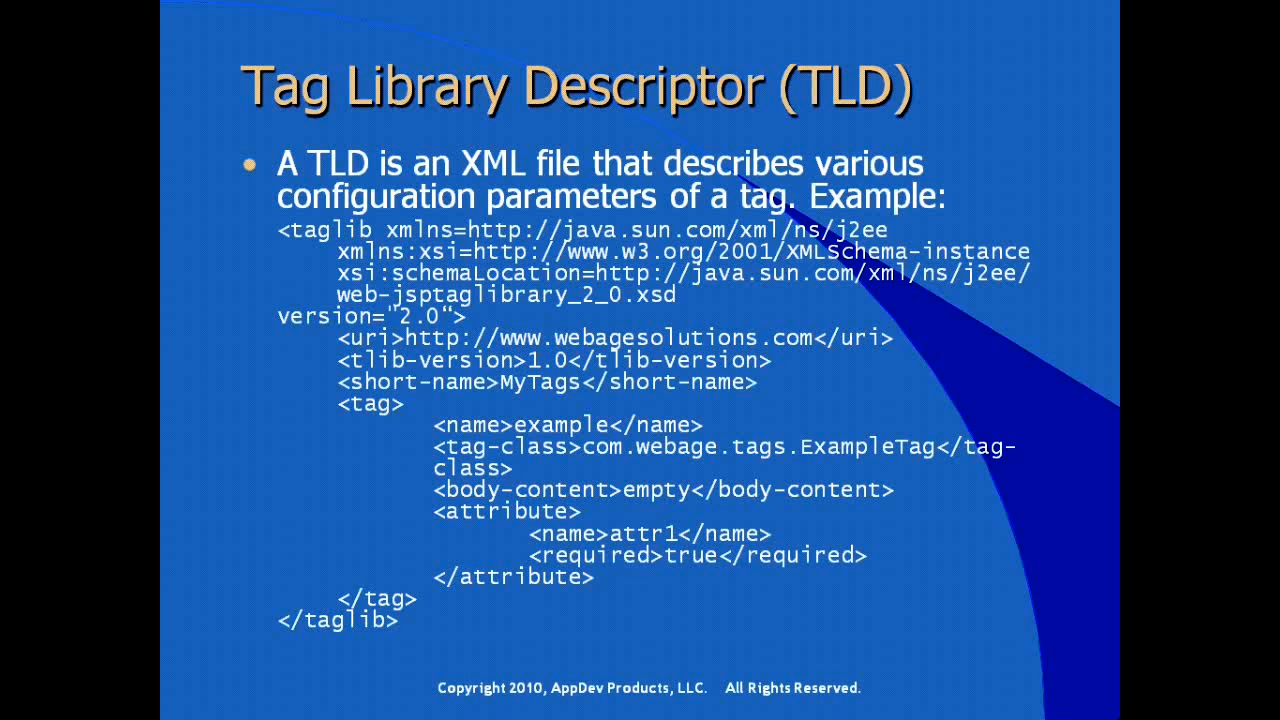 Tag Library Descriptor (TLD)
• A TLD is an XML file that describes various
configuration parameters of a tag. Example:
<taglib xmlns=http://java.sun.com/xml/ns/j2ee
xmlns:xsi=http://www.w3.org/2001/XMLSchema-instance
xsi:schemaLocation=http://java.sun.com/xml/ns/j2ee/
web-jsptaglibrary_2_0.xsd
version="2.0“>
<uri>http://www.webagesolutions.com</uri>
<tlib-version>1.0</tlib-version>
<short-name>MyTags</short-name>
<tag>
<name>example</name>
<tag-class>com.webage.tags.ExampleTag</tag-
class>
<body-content>empty</body-content>
<attribute>
<name>attr1</name>
<required>true</required>
</attribute>
</tag>
</taglib>
Copyright 2010, AppDev Products, LLC. All Rights Reserved.